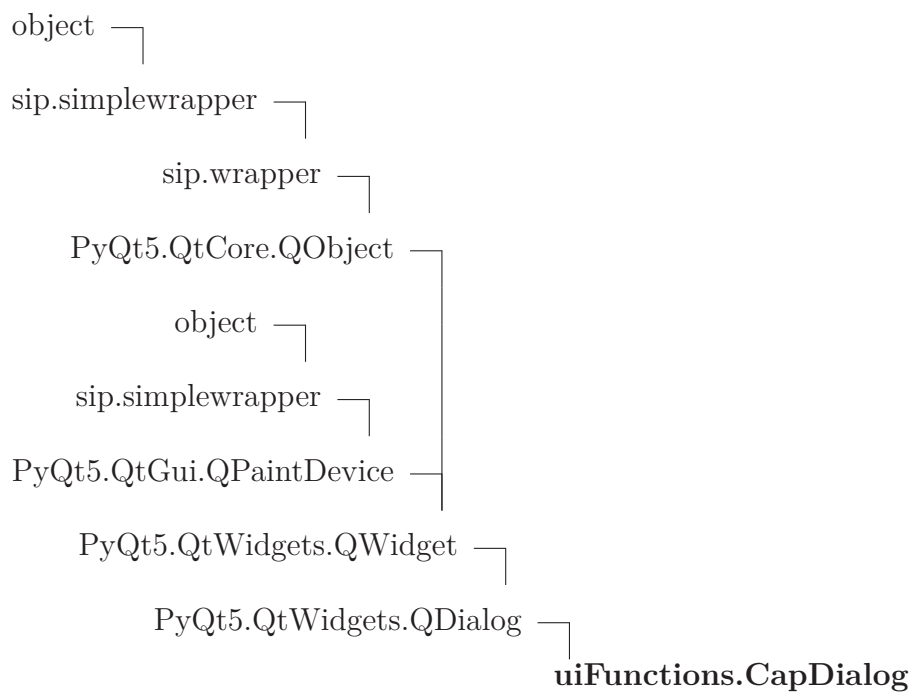 object
sip.simplewrapper
sip.wrapper
PyQt5.QtCore.QObject
object
sip.simplewrapper
PyQt5.QtGui.QPaintDevice
PyQt5.QtWidgets.QWidget
PyQt5.QtWidgets.QDialog
uiFunctions.CapDialog